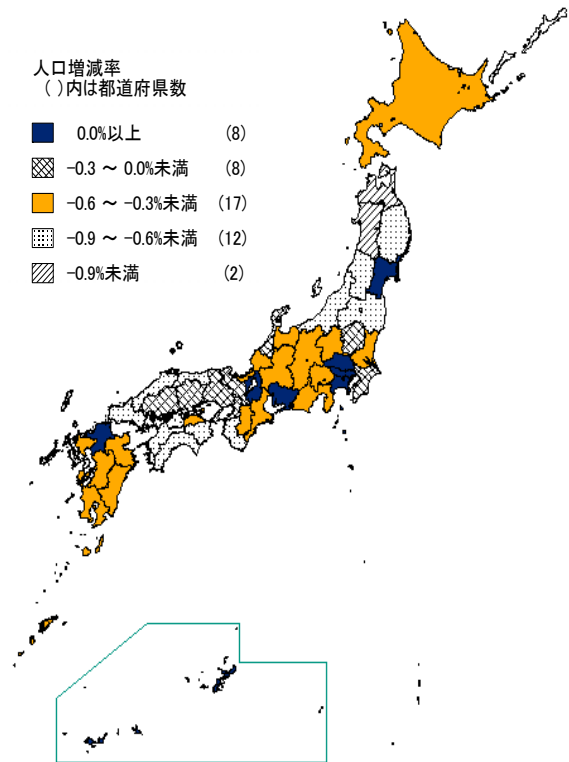 人口増減率
( )内は都道府県数
0.0%以上 (8)
-0.3 ～ 0.0%未満 (8)
-0.6 ～ -0.3%未満 (17)
-0.9 ～ -0.6%未満 (12)
-0.9%未満 (2)